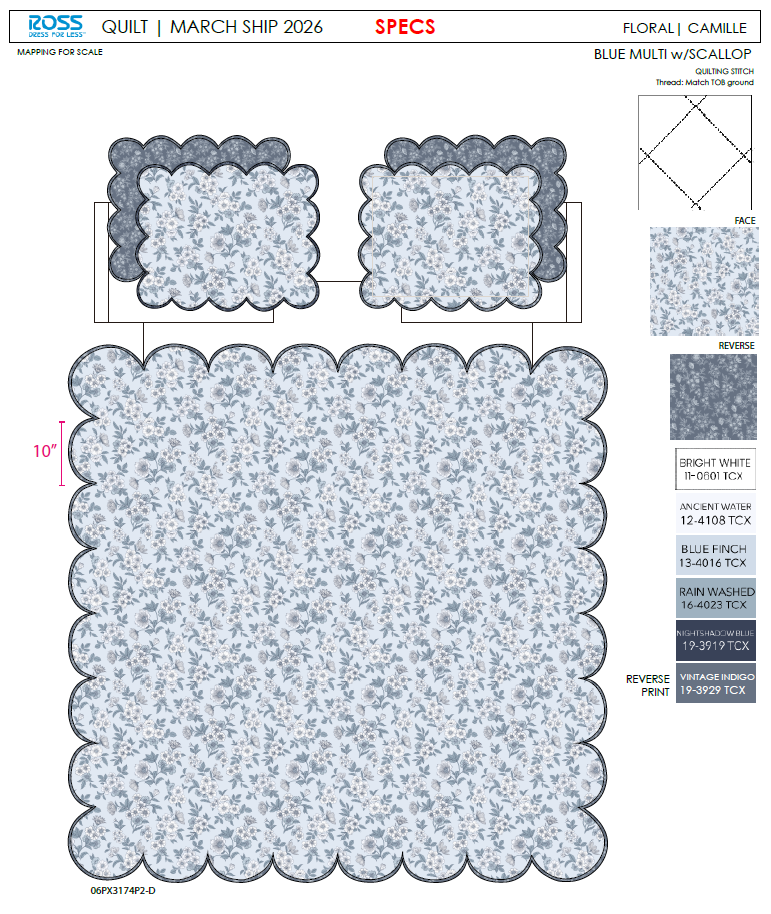 ROSS
DRESS FOR LESS
QUILT | MARCH SHIP 2026
SPECS
FLORAL| CAMILLE
MAPPING FOR SCALE
BLUE MULTI w/SCALLOP
QUILTING STITCH
Thread: Match TOB ground
FACE
REVERSE
10"
BRIGHT WHITE
11-0601 TCX
ANCIENT WATER
12-4108 TCX
BLUE FINCH
13-4016 TCX
RAIN WASHED
16-4023 TCX
NIGHTSHADOW BLUE
19-3919 TCX
REVERSE
PRINT
VINTAGE INDIGO
19-3929 TCX
06PX3174P2-D